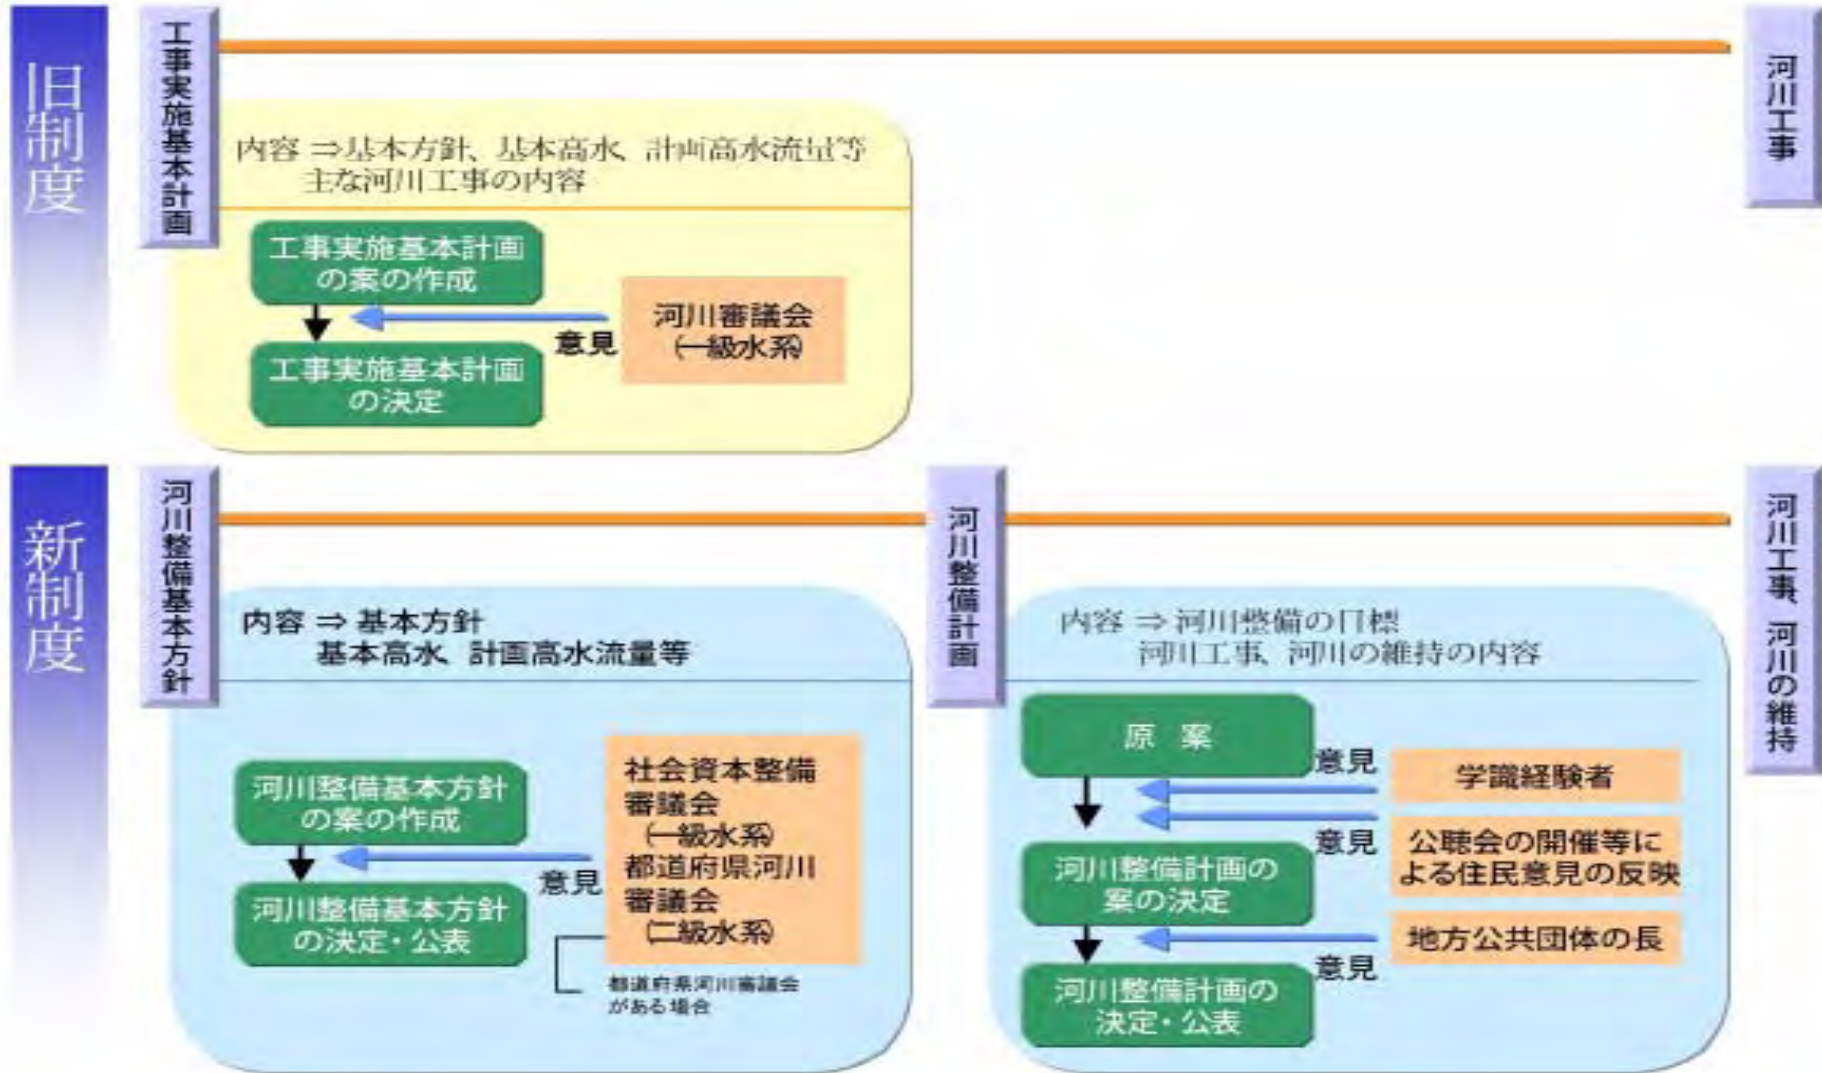 旧制度
工事実施基本計画
河川工事
内容 ⇒基本方針、基本高水、計画高水流量等
主な河川工事の内容
工事実施基本計画
の案の作成
意見
河川審議会
(一級水系)
工事実施基本計画
の決定
新制度
河川整備基本方針
内容 ⇒ 基本方針
基本高水、計画高水流量等
河川整備基本方針
の案の作成
意見
社会資本整備
審議会
(一級水系)
都道府県河川
審議会
(二級水系)
都道府県河川審議会
がある場合
河川整備基本方針
の決定・公表
河川整備計画
内容 ⇒ 河川整備の目標
河川工事、河川の維持の内容
原 案
意見
学識経験者
意見
公聴会の開催等に
よる住民意見の反映
河川整備計画の
案の決定
意見
地方公共団体の長
河川整備計画の
決定・公表
河川工事、河川の維持